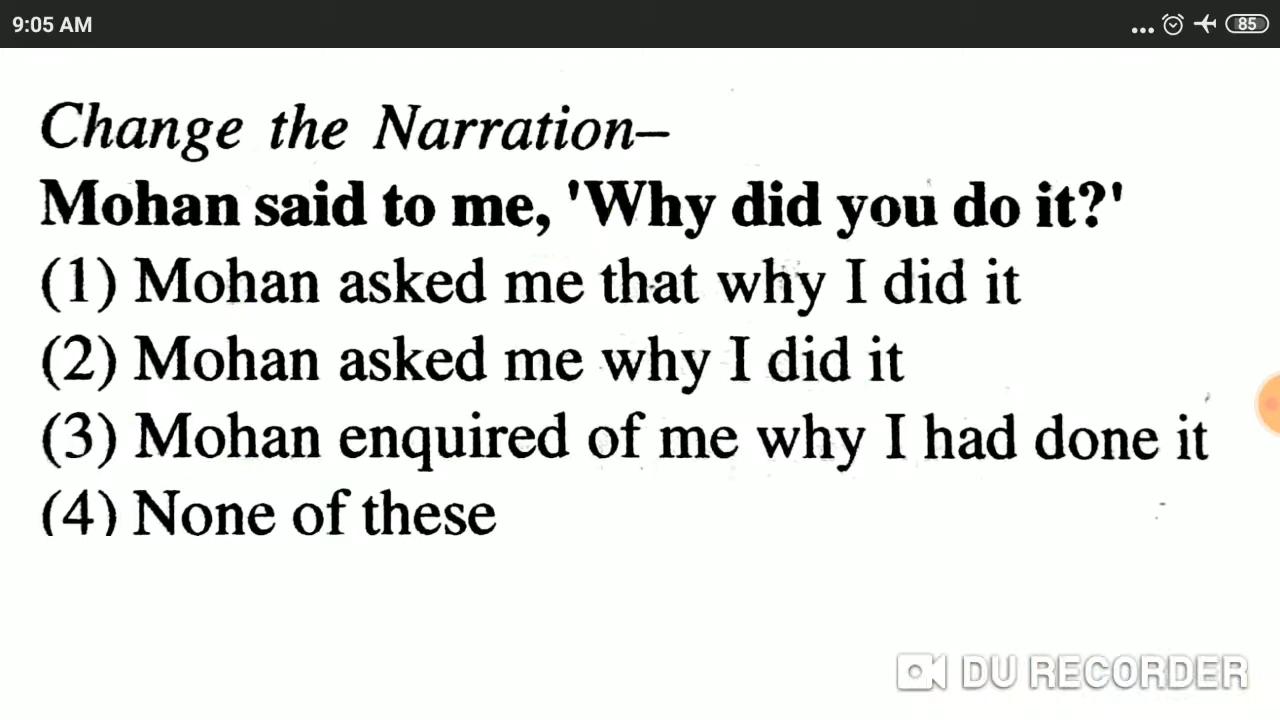 9:05 AM
85
Change the Narration–
Mohan said to me, 'Why did you do it?'
(1) Mohan asked me that why I did it
(2) Mohan asked me why I did it
(3) Mohan enquired of me why I had done it
(4) None of these
DU RECORDER